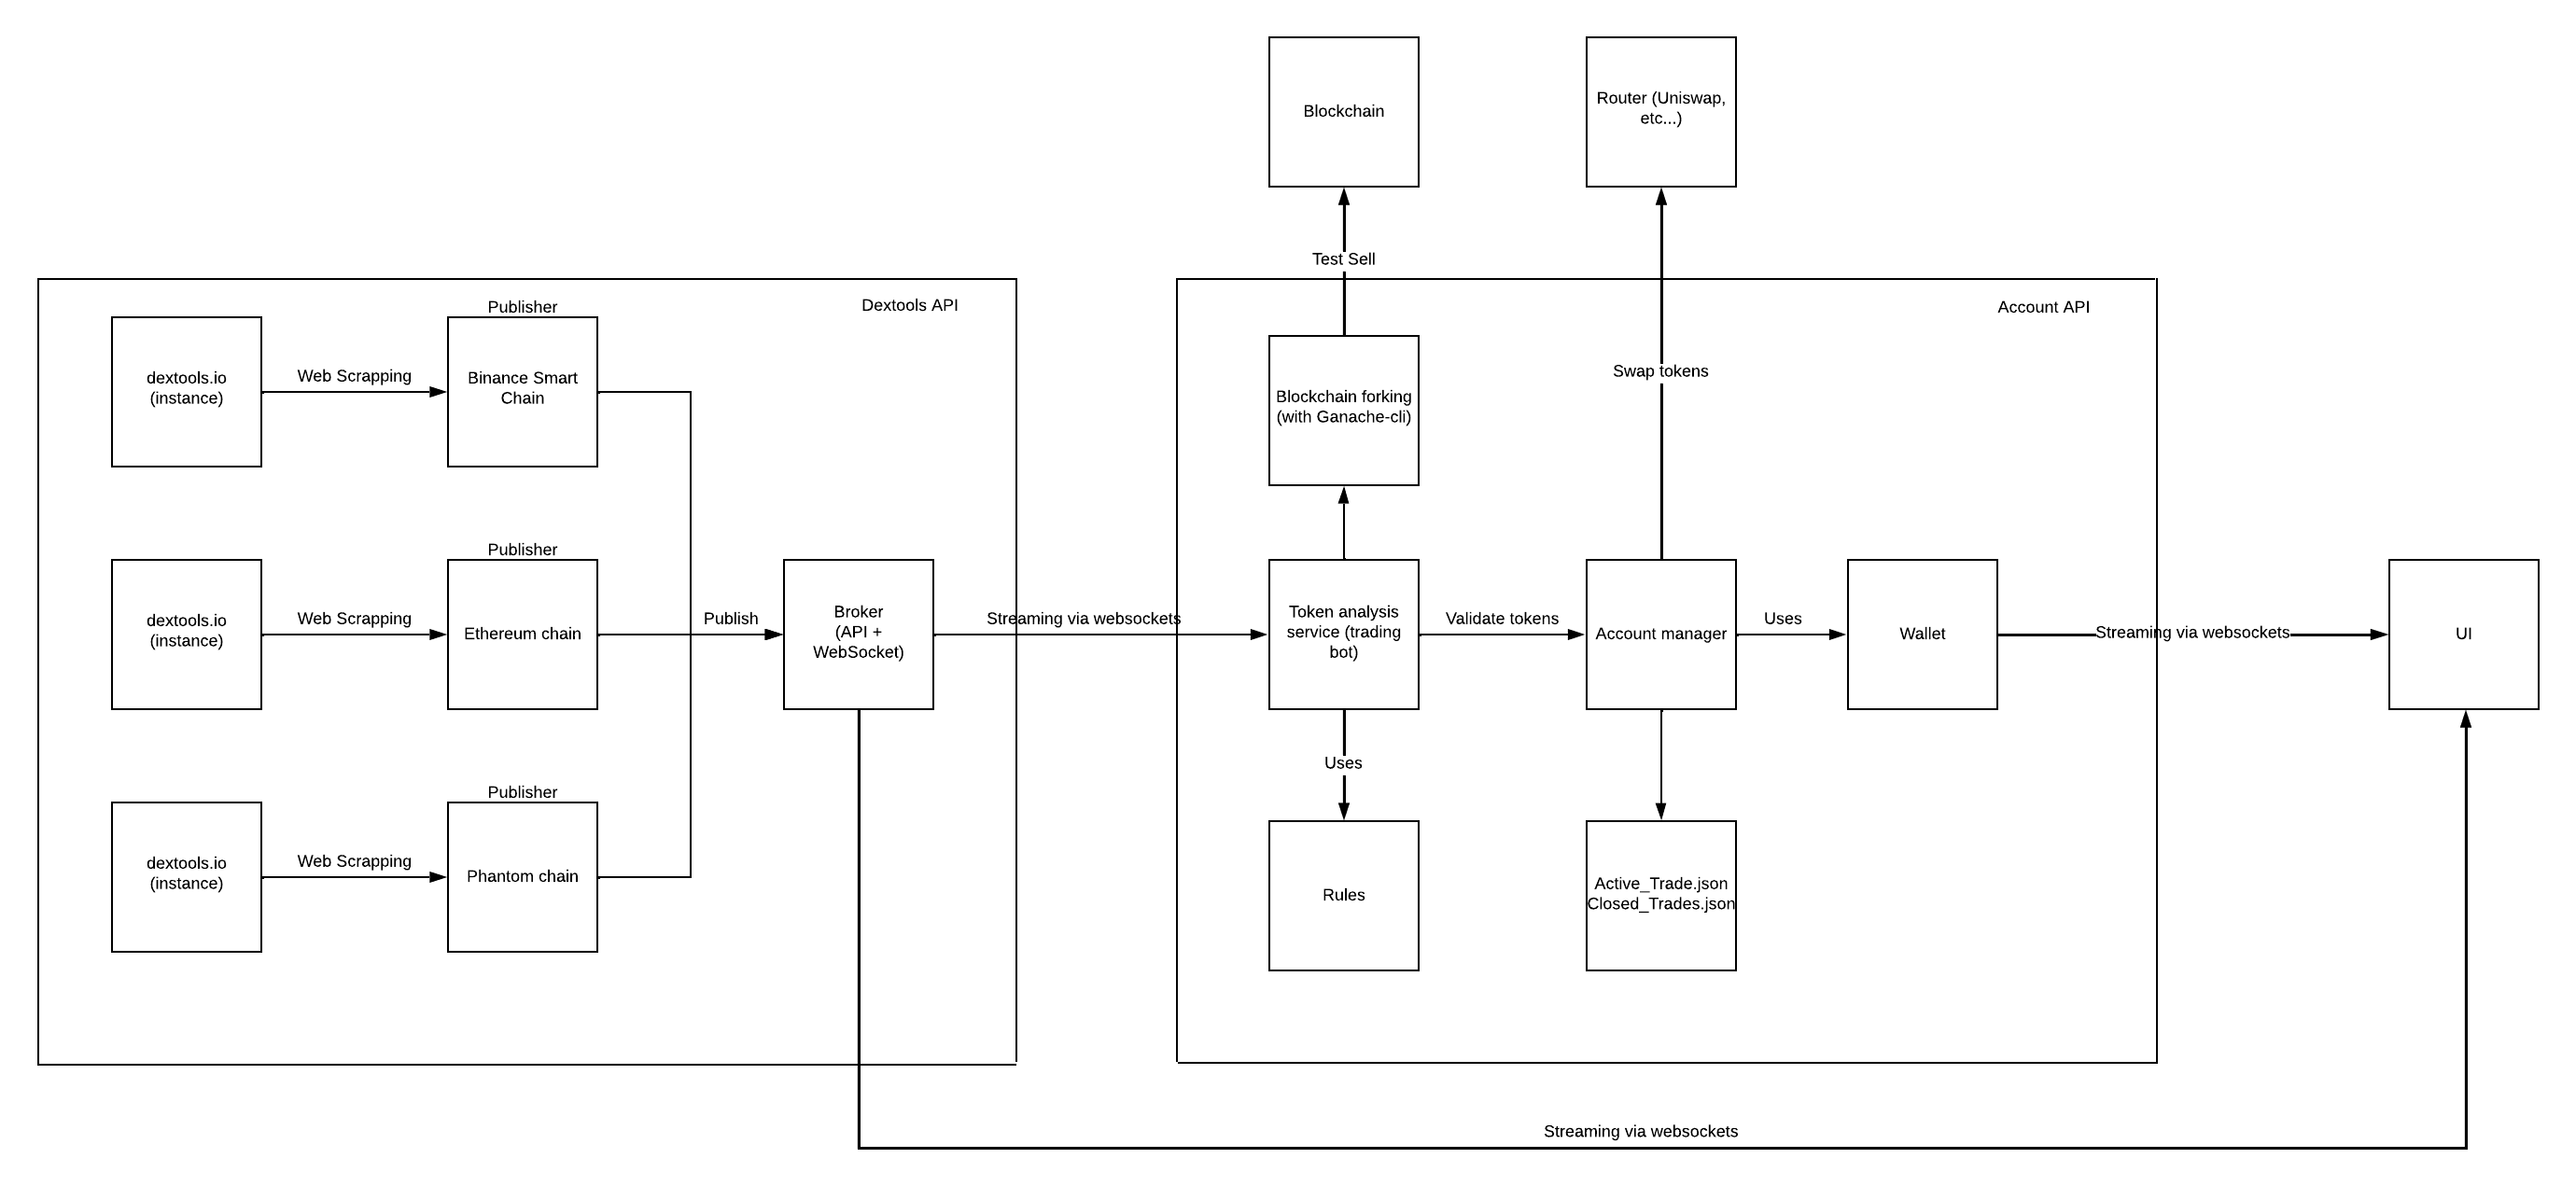 Blockchain
Router (Uniswap,
etc...)
Test Sell
Dextools API
Account API
Publisher
dextools.io
(instance)
Web Scrapping
Binance Smart
Chain
Swap tokens
Blockchain forking
(with Ganache-cli)
Publisher
dextools.io
(instance)
Web Scrapping
Ethereum chain
Publish
Broker
(API +
WebSocket)
Streaming via websockets
Token analysis
service (trading
bot)
Validate tokens
Account manager
Uses
Wallet
Streaming via websockets
UI
Uses
Publisher
dextools.io
(instance)
Web Scrapping
Phantom chain
Rules
Active_Trade.json
Closed_Trades.json
Streaming via websockets